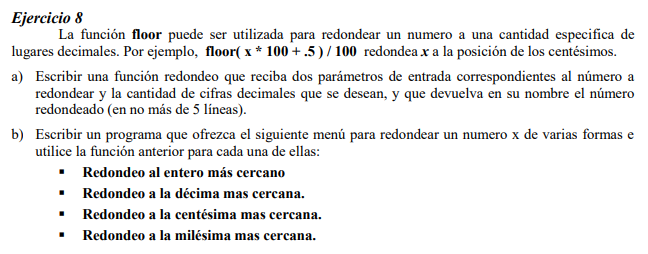 Ejercicio 8
La función floor puede ser utilizada para redondear un numero a una cantidad especifica de
lugares decimales. Por ejemplo, floor( x * 100 + .5 ) / 100 redondea x a la posición de los centésimos.
a) Escribir una función redondeo que reciba dos parámetros de entrada correspondientes al número a
redondear y la cantidad de cifras decimales que se desean, y que devuelva en su nombre el número
redondeado (en no más de 5 líneas).
b) Escribir un programa que ofrezca el siguiente menú para redondear un numero x de varias formas e
utilice la función anterior para cada una de ellas:
▪ Redondeo al entero más cercano
▪ Redondeo a la décima mas cercana.
▪ Redondeo a la centésima mas cercana.
▪ Redondeo a la milésima mas cercana.